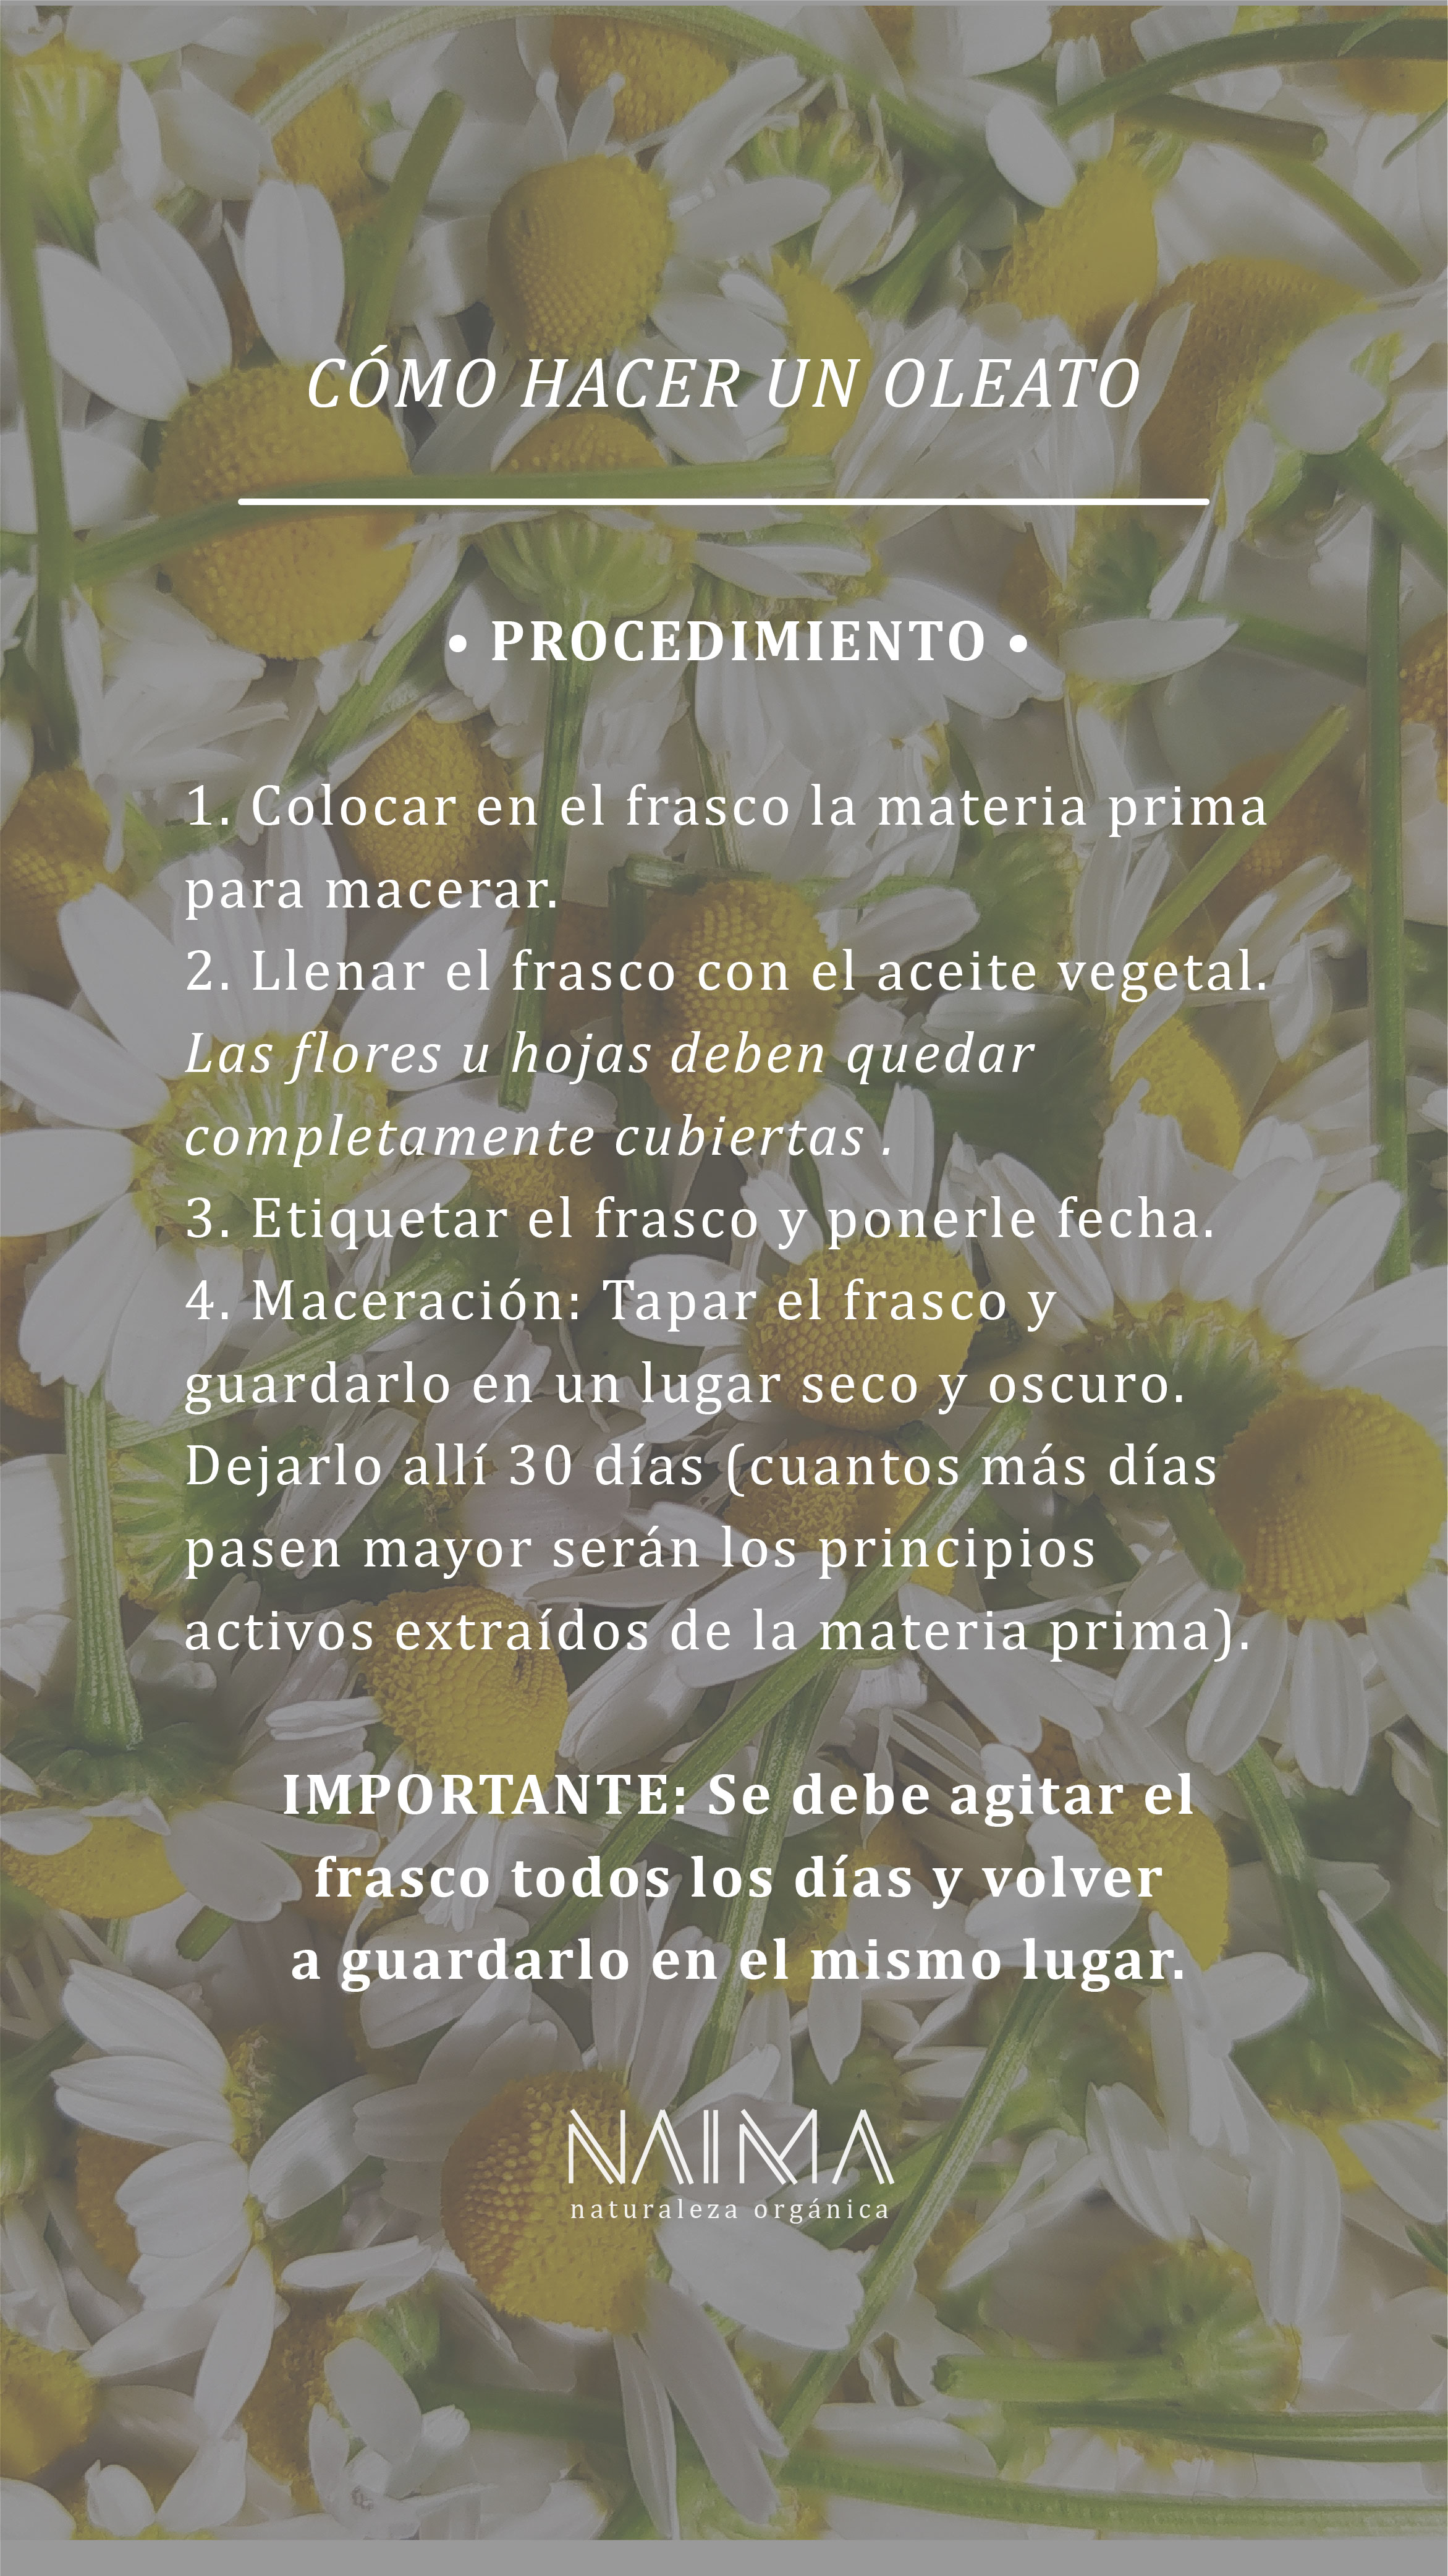 CÓMO HACER UN OLEATO
• PROCEDIMIENTO •
1. Colocar en el frasco la materia prima
para macerar.
2. Llenar el frasco con el aceite vegetal.
Las flores u hojas deben quedar
completamente cubiertas .
3. Etiquetar el frasco y ponerle fecha.
4. Maceración: Tapar el frasco y
guardarlo en un lugar seco y oscuro.
Dejarlo allí 30 días (cuantos más días
pasen mayor serán los principios
activos extraídos de la materia prima).
IMPORTANTE: Se debe agitar el
frasco todos los días y volver
a guardarlo en el mismo lugar.
NAIMA
naturaleza orgánica